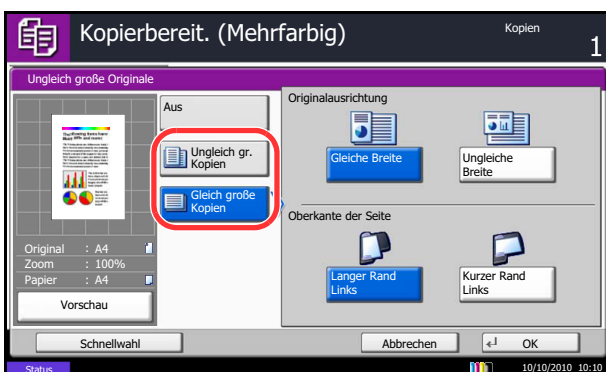 Kopierbereit. (Mehrfarbig)
Kopien
1
Ungleich große Originale
Aus
Ungleich gr.
Kopien
Gleich große
Kopien
Originalausrichtung
Gleiche Breite
Ungleiche
Breite
Oberkante der Seite
Langer Rand
Links
Kurzer Rand
Links
Original : A4
Zoom : 100%
Papier : A4
Vorschau
Schnellwahl
Abbrechen
OK
Status
10/10/2010 10:10